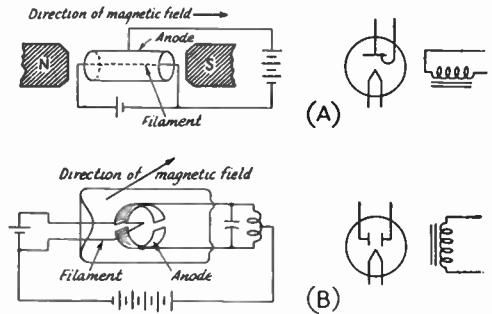 Direction of magnetic field
Anode
N
S
Filament
(A)
Direction of magnetic field
Filament
Anode
(B)